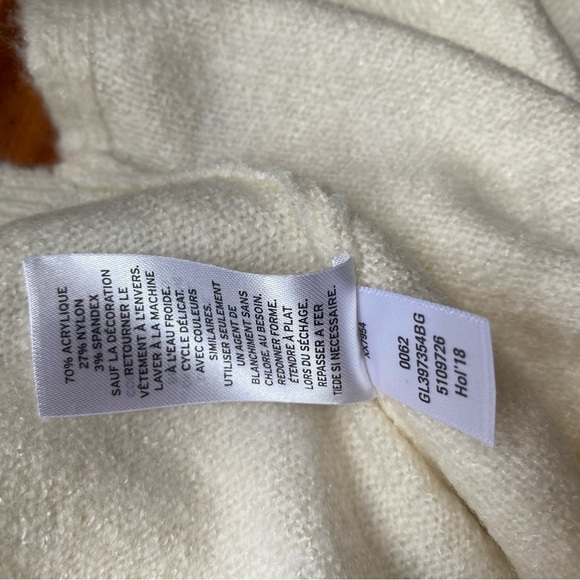 70% ACRYLIQUE
27% NYLON
3% SPANDEX
SAUF LA DÉCORATION
RETOURNER LE
VÊTEMENT À L'ENVERS.
LAVER À LA MACHINE
À L'EAU FROIDE.
CYCLE DÉLICAT.
AVEC COULEURS
SIMILAIRES.
UTILISER SEULEMENT
UN AGENT DE
BLANCHIMENT SANS
CHLORE, AU BESOIN.
REDONNER FORME.
ÉTENDRE À PLAT
LORS DU SÉCHAGE.
REPASSER À FER
TIEDE SI NECESSAIRE.
0062
GL397354BG
5109726
Hol'18